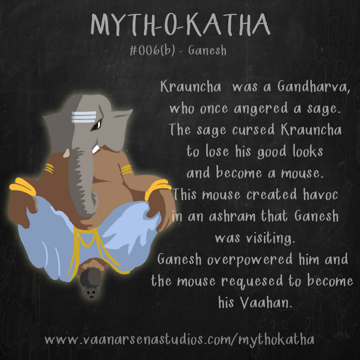 MYTH-O-KATHA
#006(b) - Ganesh
Krauncha was a Gandharva,
who once angered a sage.
The sage cursed Krauncha
to lose his good looks
and become a mouse.
This mouse created havoc
in an ashram that Ganesh
was visiting.
Ganesh overpowered him and
the mouse requesed to become
his Vaahan.
www.vaanarsenastudios.com/mythokatha